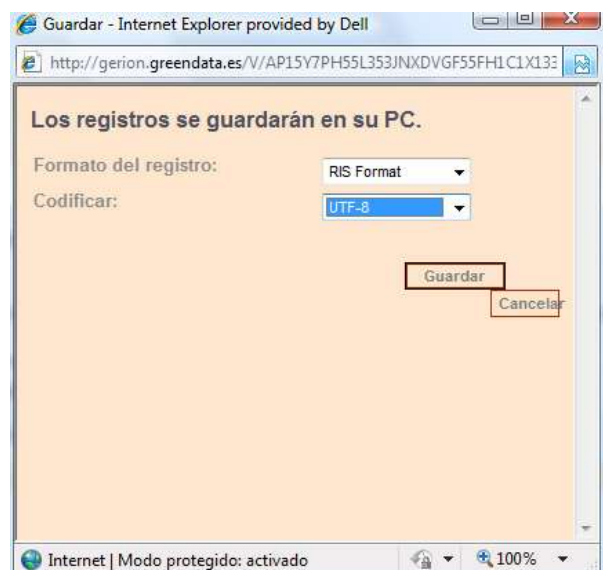 Guardar - Internet Explorer provided by Dell
http://gerion.greendata.es/V/AP15Y7PH55L353JNXDVGF55FH1C1X133
Los registros se guardarán en su PC.
Formato del registro: RIS Format
Codificar: UTF-8
Guardar
Cancelar
Internet | Modo protegido: activado 100%